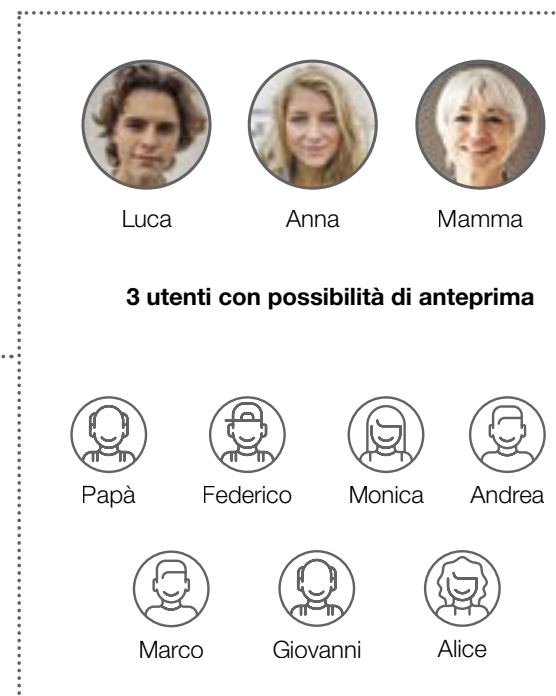 Luca Anna Mamma
3 utenti con possibilità di anteprima
Papà Federico Monica Andrea
Marco Giovanni Alice